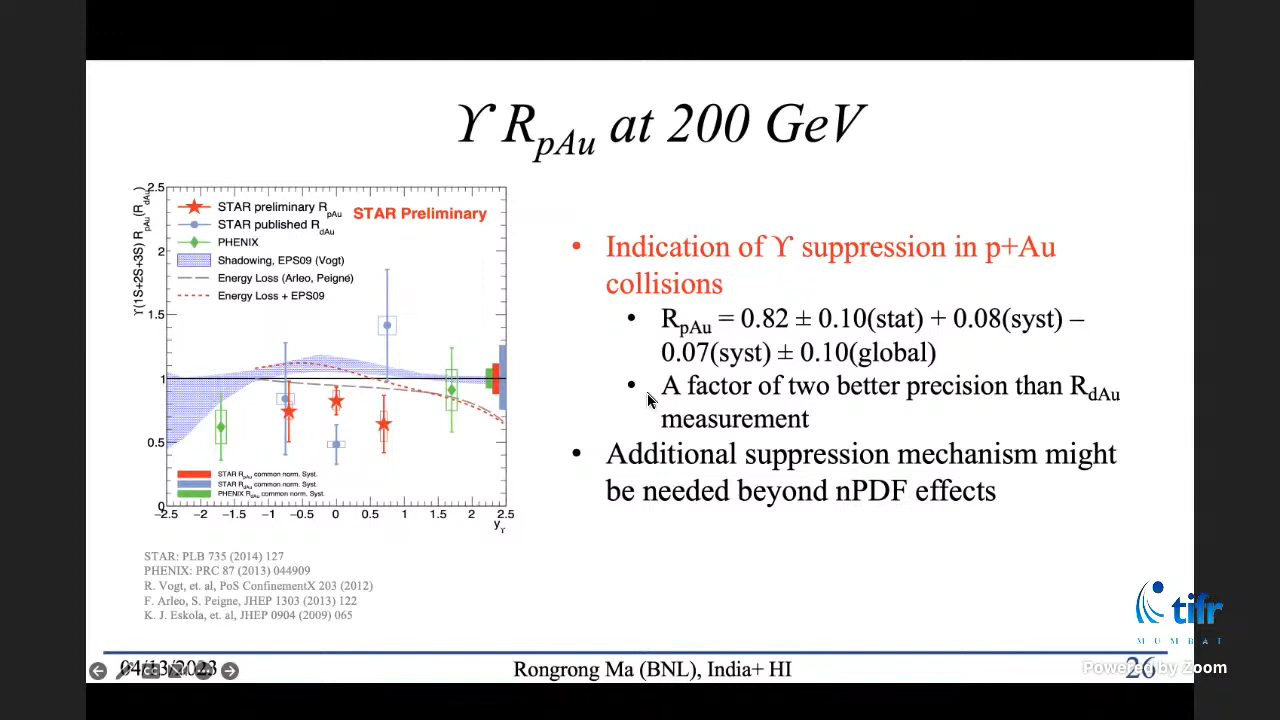 ϒ R_pAu at 200 GeV
2.5
2
1.5
1
0.5
0
ϒ(1S+2S+3S) R_pAu (R_dAu)
STAR preliminary R_pAu
STAR Preliminary
STAR published R_dAu
PHENIX
Shadowing, EPS09 (Vogt)
Energy Loss (Arleo, Peigné)
Energy Loss + EPS09
STAR R_pAu common norm. Syst.
STAR R_dAu common norm. Syst.
PHENIX R_dAu common norm. Syst.
−2.5 −2 −1.5 −1 −0.5 0 0.5 1 1.5 2 2.5
y_ϒ
• Indication of ϒ suppression in p+Au
collisions
• R_pAu = 0.82 ± 0.10(stat) + 0.08(syst) –
0.07(syst) ± 0.10(global)
• A factor of two better precision than R_dAu
measurement
• Additional suppression mechanism might
be needed beyond nPDF effects
STAR: PLB 735 (2014) 127
PHENIX: PRC 87 (2013) 044909
R. Vogt, et. al, PoS ConfinementX 203 (2012)
F. Arleo, S. Peigne, JHEP 1303 (2013) 122
K. J. Eskola, et. al, JHEP 0904 (2009) 065
tifr
MUMBAI
04/13/2023
Rongrong Ma (BNL), India+ HI
26
Powered by Zoom